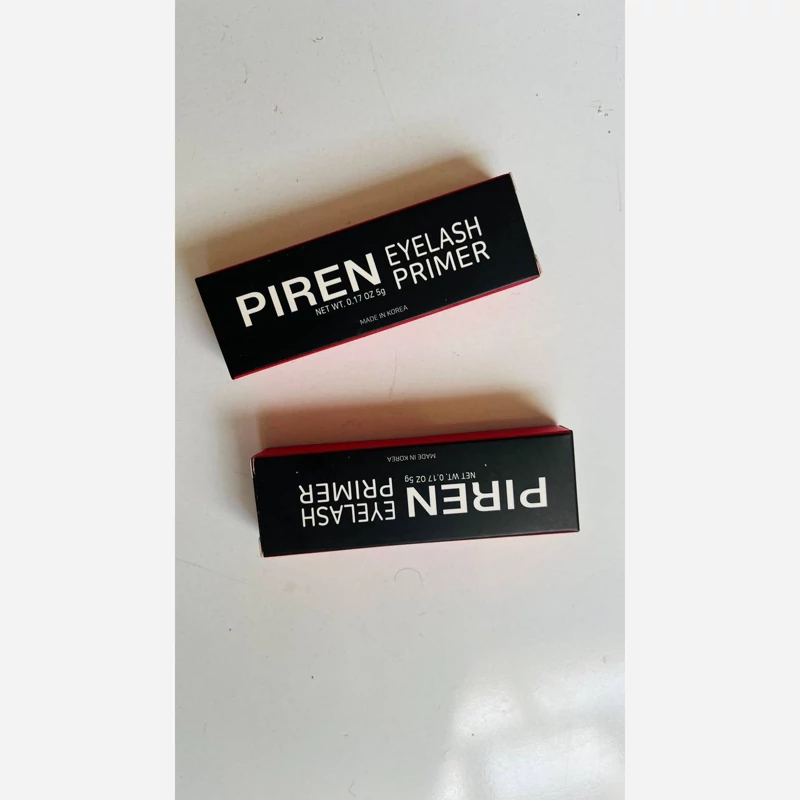 PIREN
EYELASH
PRIMER
NET WT. 0.17 OZ 5g
MADE IN KOREA
PIREN
EYELASH
PRIMER
NET WT. 0.17 OZ 5g
MADE IN KOREA